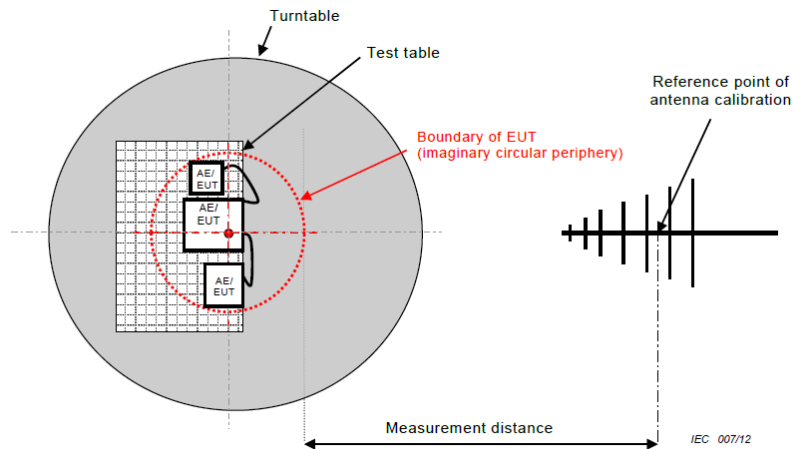 Turntable
Test table
Reference point of
antenna calibration
Boundary of EUT
(imaginary circular periphery)
AE/
EUT
AE/
EUT
AE/
EUT
Measurement distance
IEC 007/12